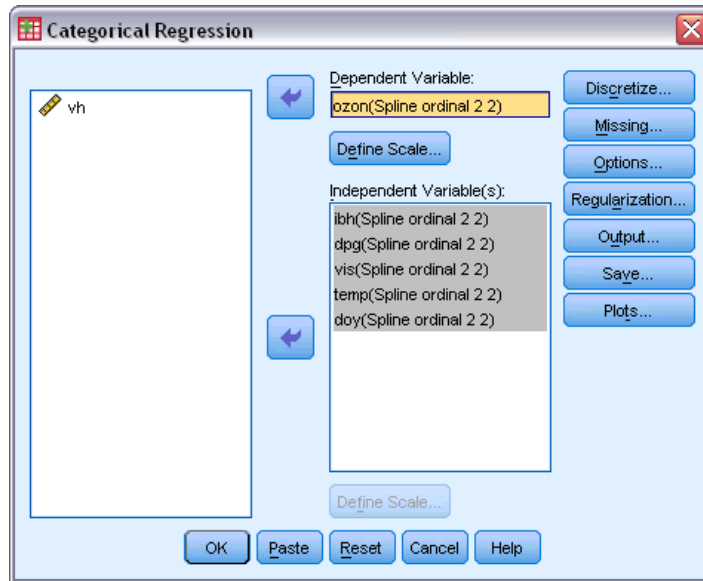 Categorical Regression
vh
Dependent Variable:
ozon(Spline ordinal 2 2)
Define Scale...
Independent Variable(s):
ibh(Spline ordinal 2 2)
dpg(Spline ordinal 2 2)
vis(Spline ordinal 2 2)
temp(Spline ordinal 2 2)
doy(Spline ordinal 2 2)
Define Scale...
Discretize...
Missing...
Options...
Regularization...
Output...
Save...
Plots...
OK
Paste
Reset
Cancel
Help